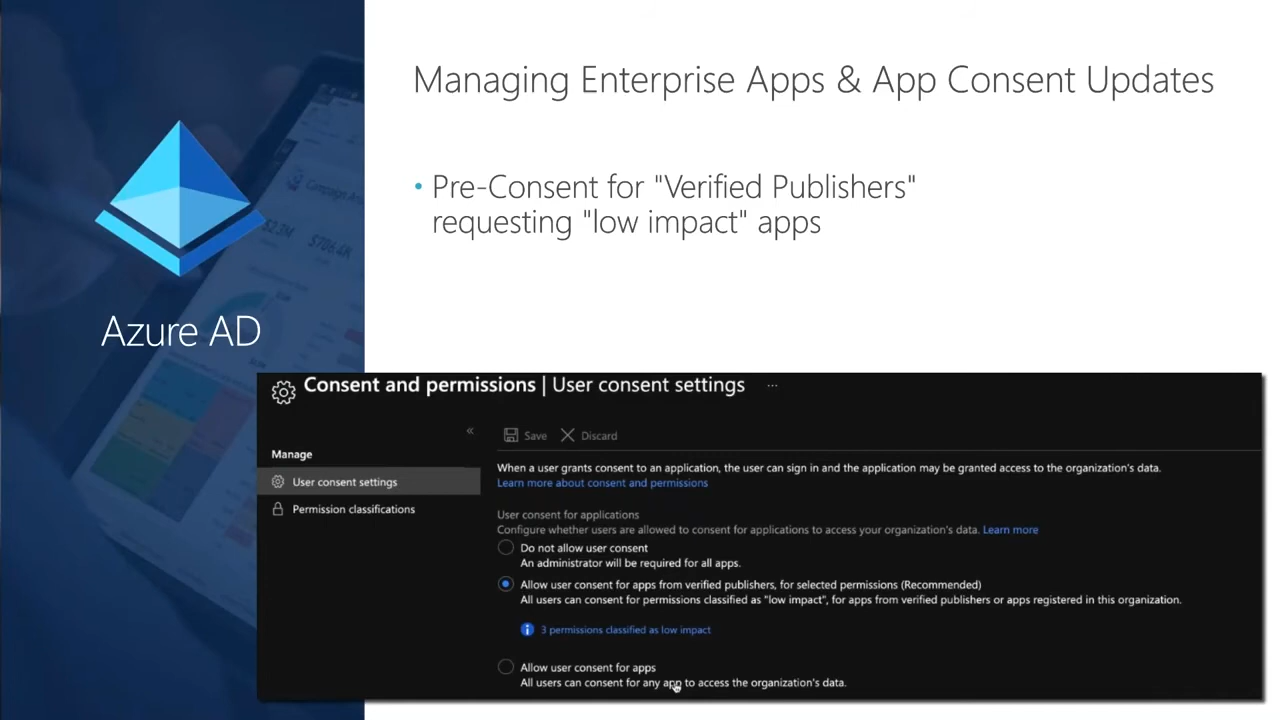 Managing Enterprise Apps & App Consent Updates
• Pre-Consent for "Verified Publishers"
requesting "low impact" apps
Azure AD
Consent and permissions | User consent settings ...
«
Save Discard
Manage
User consent settings
Permission classifications
When a user grants consent to an application, the user can sign in and the application may be granted access to the organization's data.
Learn more about consent and permissions
User consent for applications
Configure whether users are allowed to consent for applications to access your organization's data. Learn more
Do not allow user consent
An administrator will be required for all apps.
Allow user consent for apps from verified publishers, for selected permissions (Recommended)
All users can consent for permissions classified as "low impact", for apps from verified publishers or apps registered in this organization.
3 permissions classified as low impact
Allow user consent for apps
All users can consent for any app to access the organization's data.